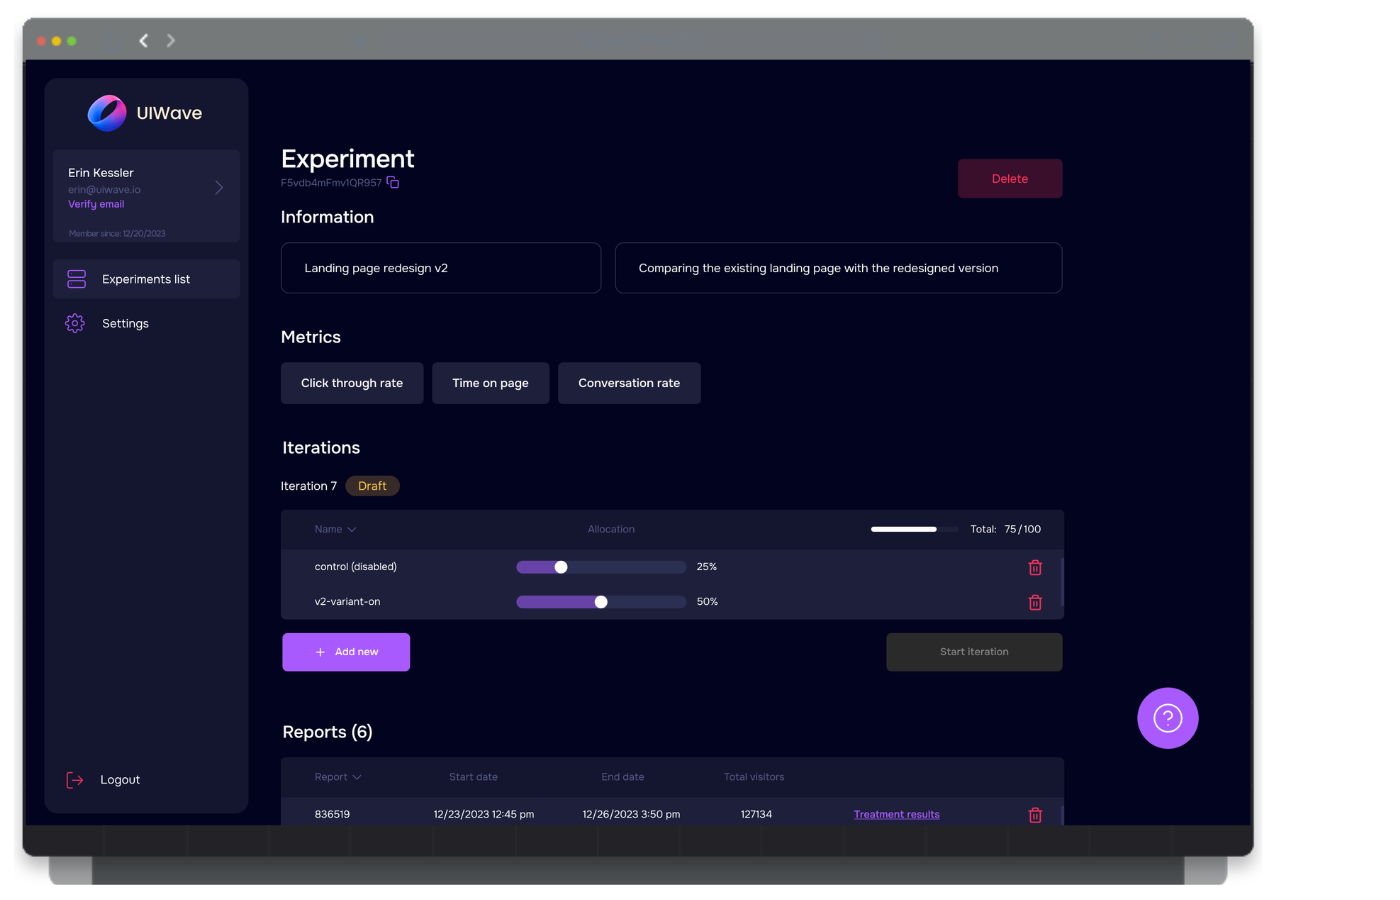 UIWave
Erin Kessler
erin@uiwave.io
Verify email
Member since: 12/20/2023
Experiments list
Settings
Logout
Experiment
F5vdb4mFmv1QR957
Delete
Information
Landing page redesign v2
Comparing the existing landing page with the redesigned version
Metrics
Click through rate
Time on page
Conversation rate
Iterations
Iteration 7 Draft
Name Allocation Total: 75/100
control (disabled) 25%
v2-variant-on 50%
+ Add new
Start iteration
Reports (6)
Report Start date End date Total visitors
836519 12/23/2023 12:45 pm 12/26/2023 3:50 pm 127134 Treatment results